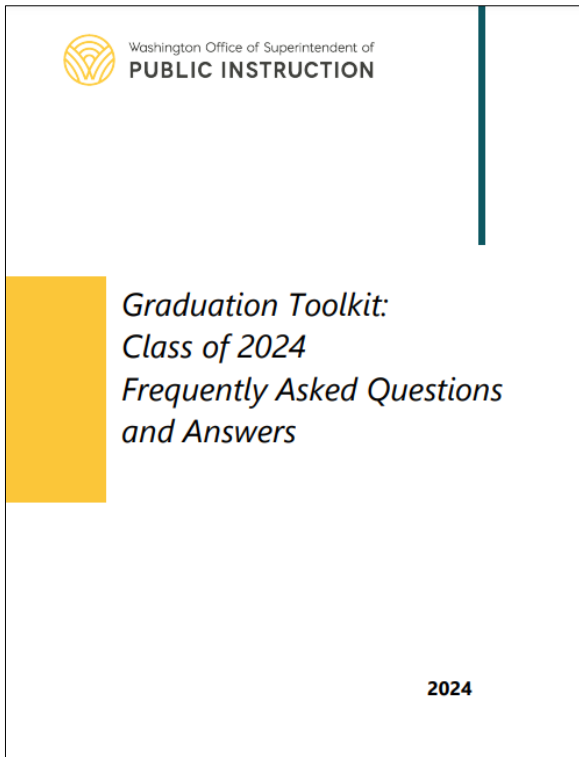 Washington Office of Superintendent of
PUBLIC INSTRUCTION
Graduation Toolkit:
Class of 2024
Frequently Asked Questions
and Answers
2024